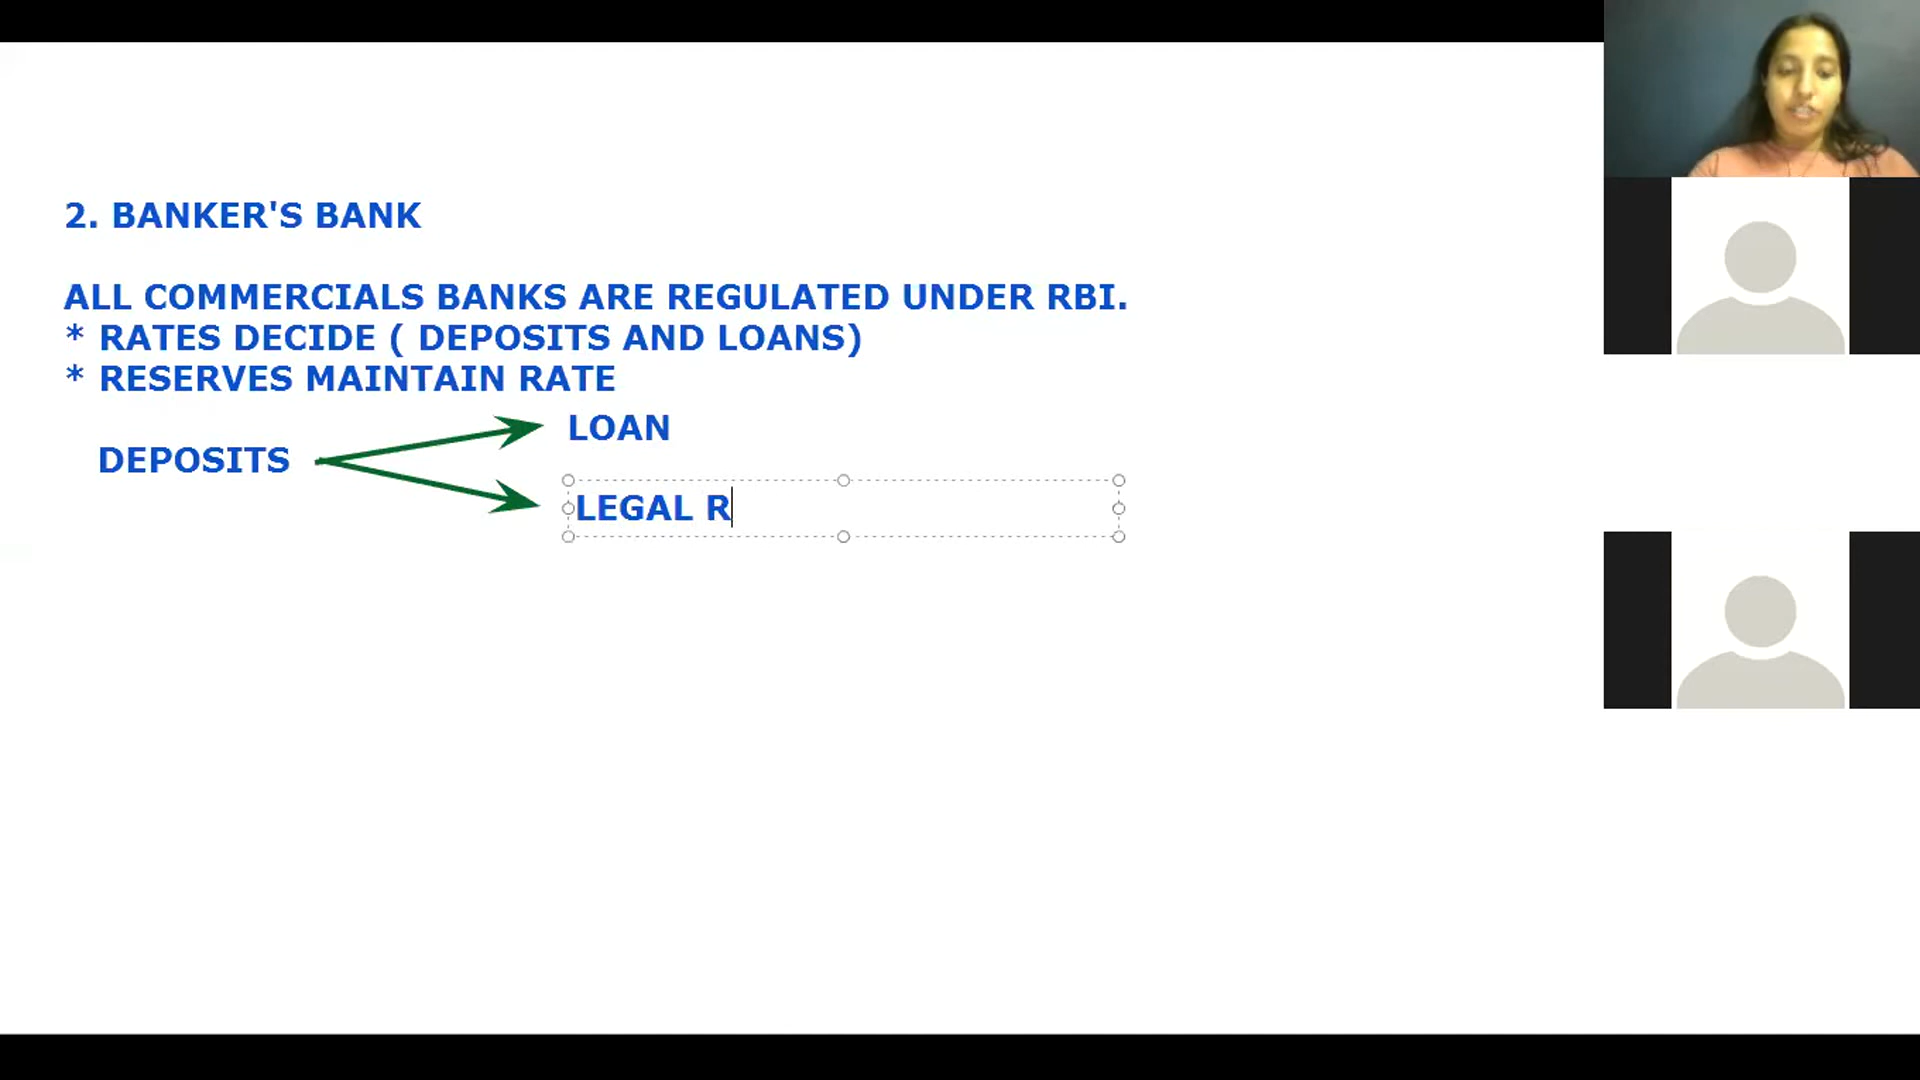 2. BANKER'S BANK
ALL COMMERCIALS BANKS ARE REGULATED UNDER RBI.
* RATES DECIDE ( DEPOSITS AND LOANS)
* RESERVES MAINTAIN RATE
LOAN
DEPOSITS
LEGAL R